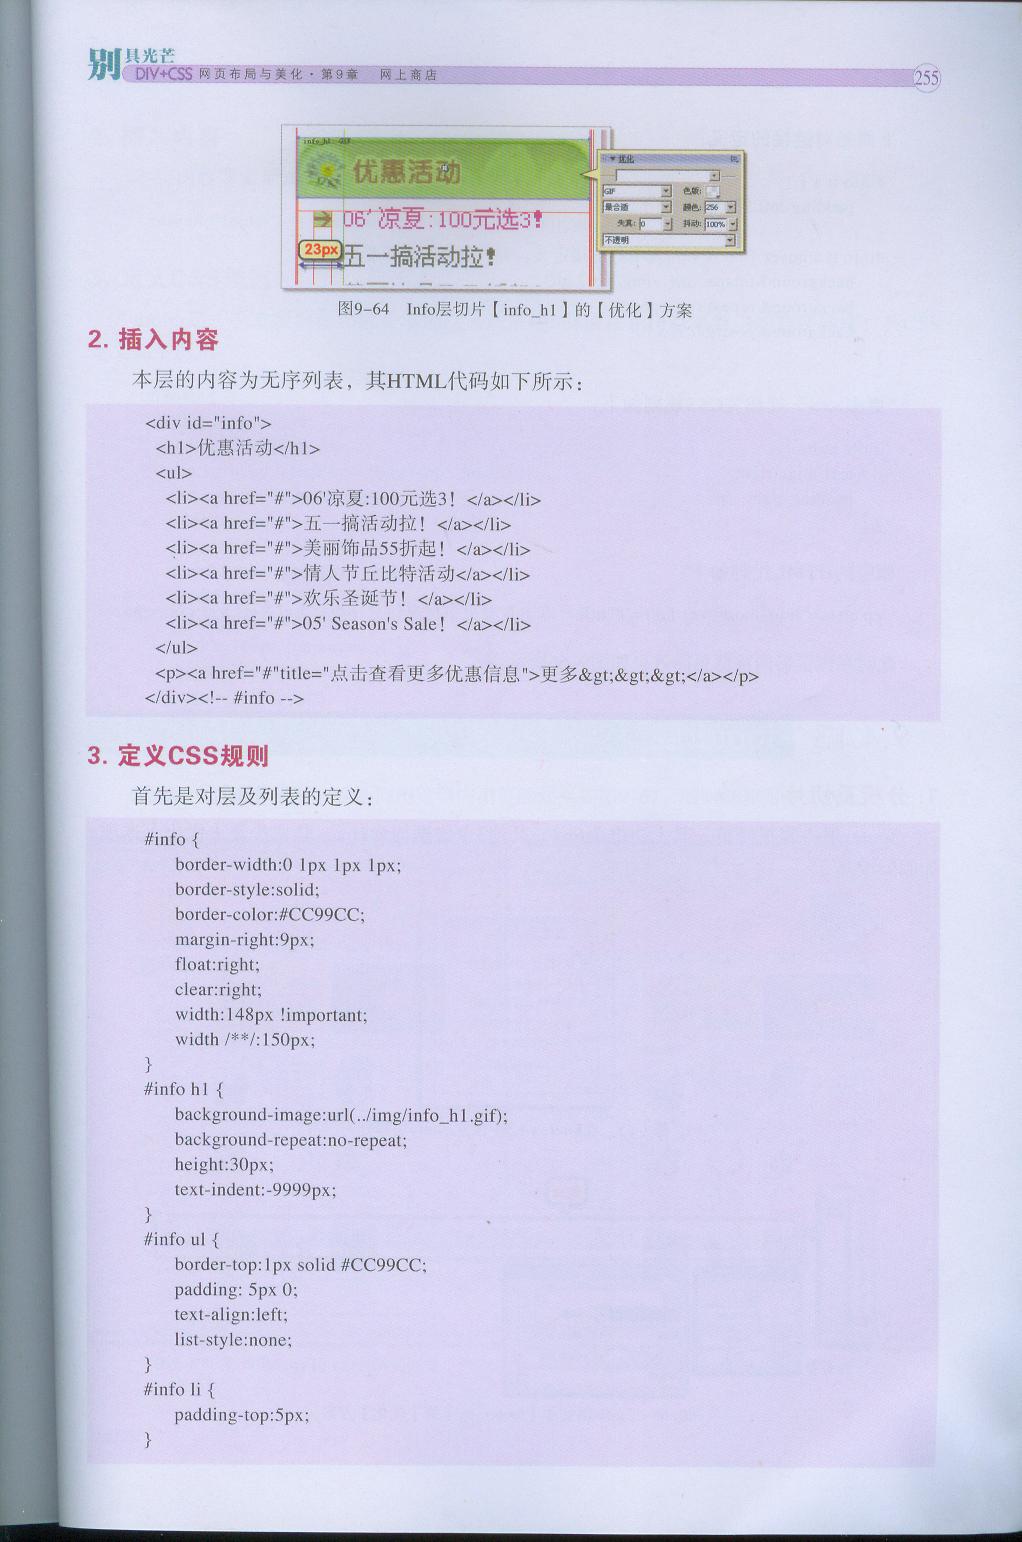 别具光芒
DIV+CSS 网页布局与美化·第9章 网上商店
255
info_h1 GIF
优惠活动
06'凉夏:100元选3!
23px
五一搞活动拉!
优化
GIF 色版:
最合适 颜色: 256
失真: 0 抖动: 100%
不透明
图9-64 Info层切片【info_h1】的【优化】方案
2. 插入内容
本层的内容为无序列表，其HTML代码如下所示：
<div id="info">
<h1>优惠活动</h1>
<ul>
<li><a href="#">06'凉夏:100元选3！</a></li>
<li><a href="#">五一搞活动拉！</a></li>
<li><a href="#">美丽饰品55折起！</a></li>
<li><a href="#">情人节丘比特活动</a></li>
<li><a href="#">欢乐圣诞节！</a></li>
<li><a href="#">05' Season's Sale！</a></li>
</ul>
<p><a href="#"title="点击查看更多优惠信息">更多&gt;&gt;&gt;</a></p>
</div><!-- #info -->
3. 定义CSS规则
首先是对层及列表的定义：
#info {
border-width:0 1px 1px 1px;
border-style:solid;
border-color:#CC99CC;
margin-right:9px;
float:right;
clear:right;
width:148px !important;
width /**/:150px;
}
#info h1 {
background-image:url(../img/info_h1.gif);
background-repeat:no-repeat;
height:30px;
text-indent:-9999px;
}
#info ul {
border-top:1px solid #CC99CC;
padding: 5px 0;
text-align:left;
list-style:none;
}
#info li {
padding-top:5px;
}